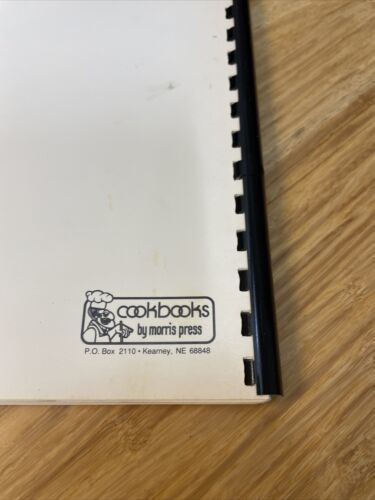 cookbooks
by morris press
P.O. Box 2110 • Kearney, NE 68848